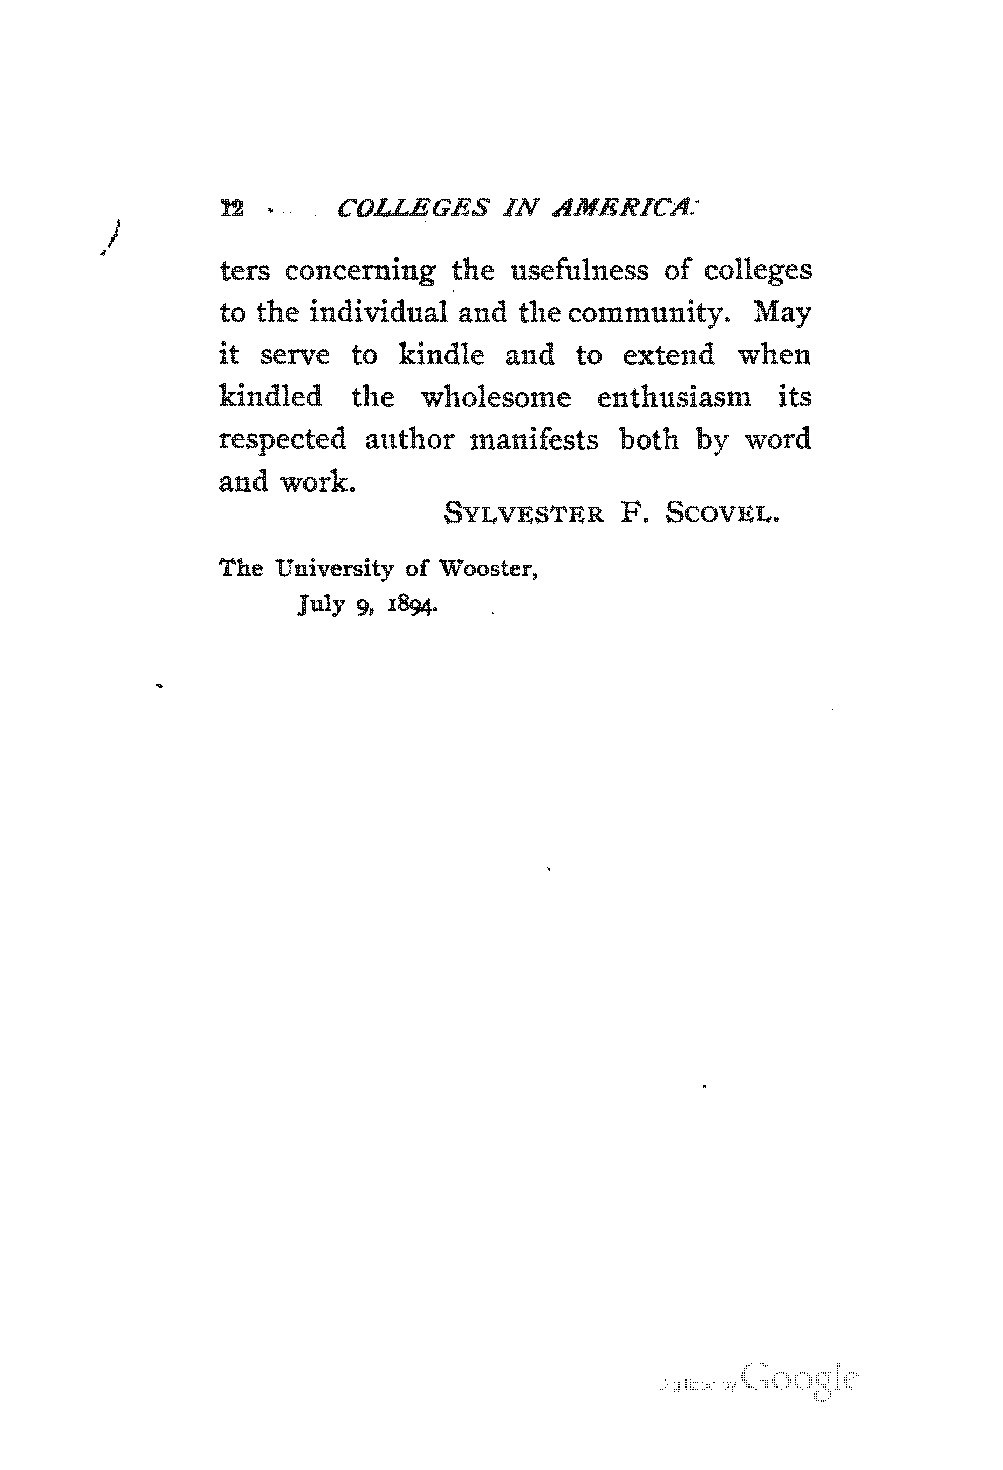 12 COLLEGES IN AMERICA.
ters concerning the usefulness of colleges
to the individual and the community. May
it serve to kindle and to extend when
kindled the wholesome enthusiasm its
respected author manifests both by word
and work.
SYLVESTER F. SCOVEL.
The University of Wooster,
July 9, 1894.
Digitized by Google